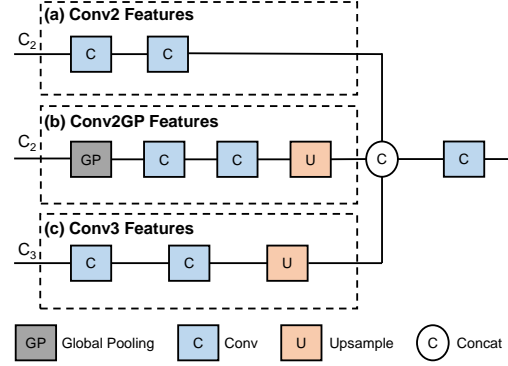 (a) Conv2 Features
C2
C
C
(b) Conv2GP Features
C2
GP
C
C
U
C
C
(c) Conv3 Features
C3
C
C
U
GP
Global Pooling
C
Conv
U
Upsample
C
Concat